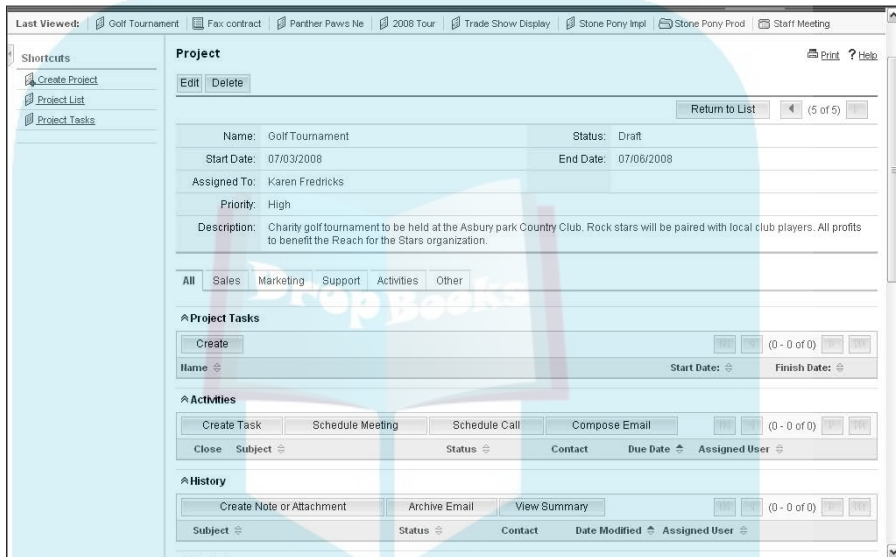 Last Viewed: Golf Tournament Fax contract Panther Paws Ne 2008 Tour Trade Show Display Stone Pony Impl Stone Pony Prod Staff Meeting
Shortcuts
Create Project
Project List
Project Tasks
Project
Print ? Help
Edit Delete
Return to List (5 of 5)
Name: Golf Tournament Status: Draft
Start Date: 07/03/2008 End Date: 07/06/2008
Assigned To: Karen Fredricks
Priority: High
Description: Charity golf tournament to be held at the Asbury park Country Club. Rock stars will be paired with local club players. All profits
to benefit the Reach for the Stars organization.
All Sales Marketing Support Activities Other
DropBooks
Project Tasks
Create (0 - 0 of 0)
Name Start Date: Finish Date:
Activities
Create Task Schedule Meeting Schedule Call Compose Email (0 - 0 of 0)
Close Subject Status Contact Due Date Assigned User
History
Create Note or Attachment Archive Email View Summary (0 - 0 of 0)
Subject Status Contact Date Modified Assigned User